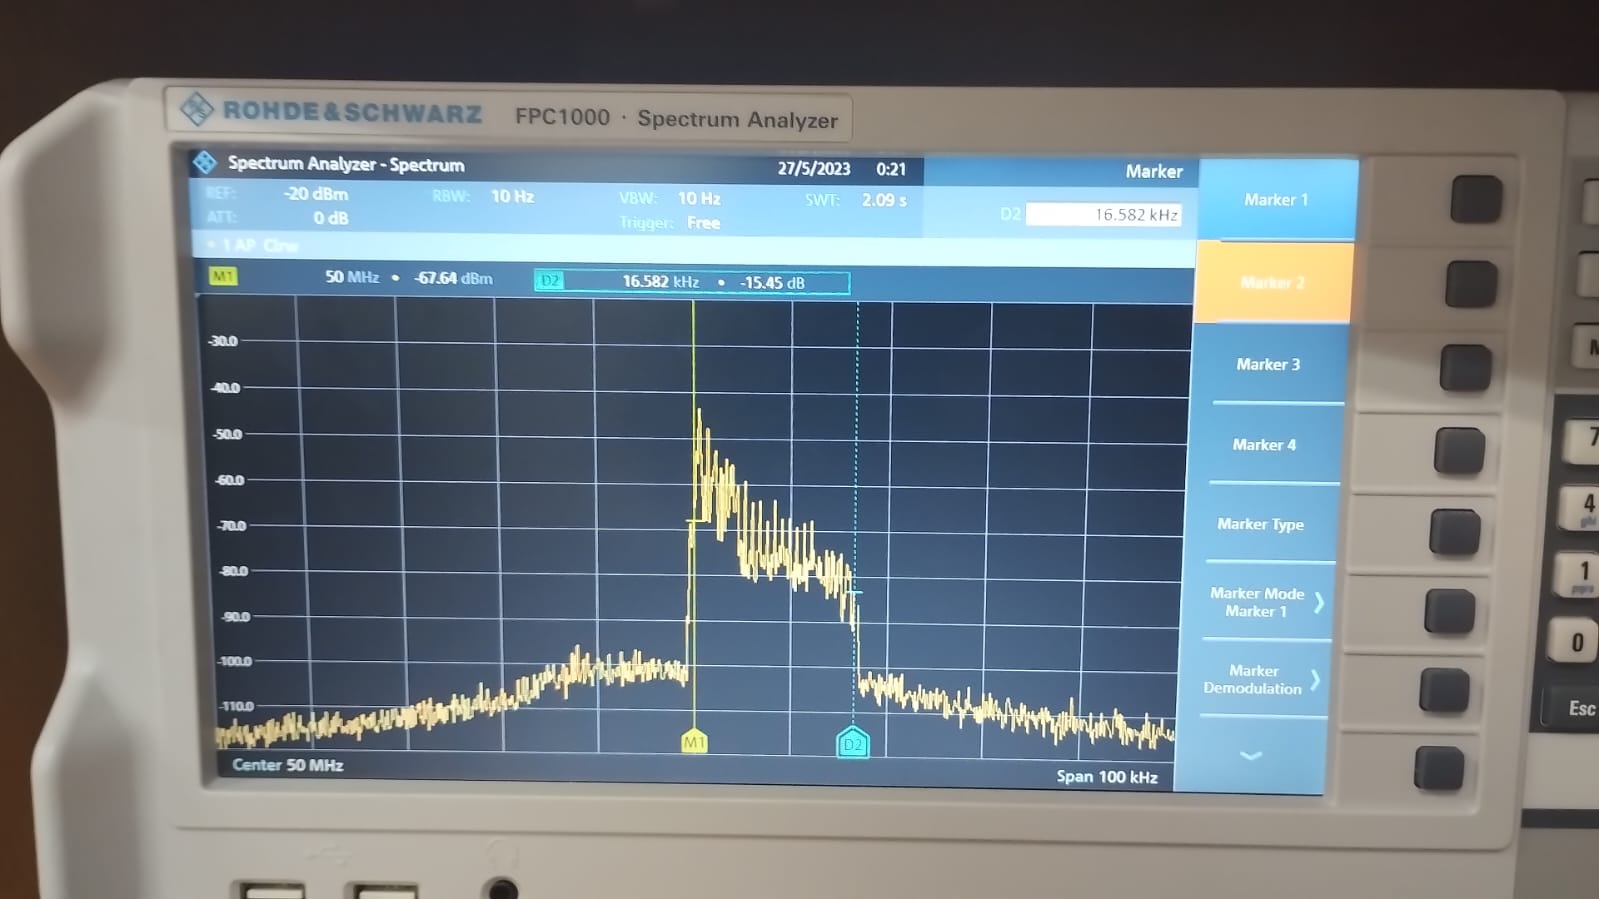 ROHDE&SCHWARZ FPC1000 · Spectrum Analyzer
Spectrum Analyzer - Spectrum 27/5/2023 0:21 Marker
REF: -20 dBm RBW: 10 Hz VBW: 10 Hz SWT: 2.09 s
ATT: 0 dB Trigger: Free
D2 16.582 kHz
• 1 AP Clrw
M1 50 MHz • -67.64 dBm D2 16.582 kHz • -15.45 dB
-30.0
-40.0
-50.0
-60.0
-70.0
-80.0
-90.0
-100.0
-110.0
M1 D2
Center 50 MHz Span 100 kHz
Marker 1
Marker 2
Marker 3
Marker 4
Marker Type
Marker Mode
Marker 1
Marker
Demodulation
7
4
ghi
1
0
Esc